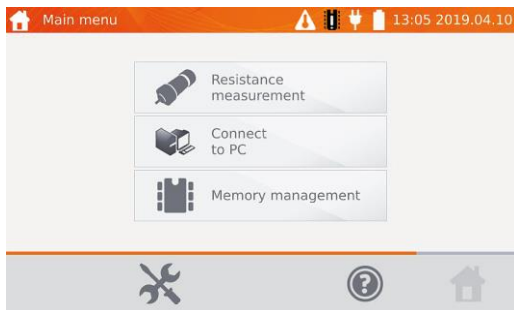 Main menu 13:05 2019.04.10
Resistance
measurement
Connect
to PC
Memory management